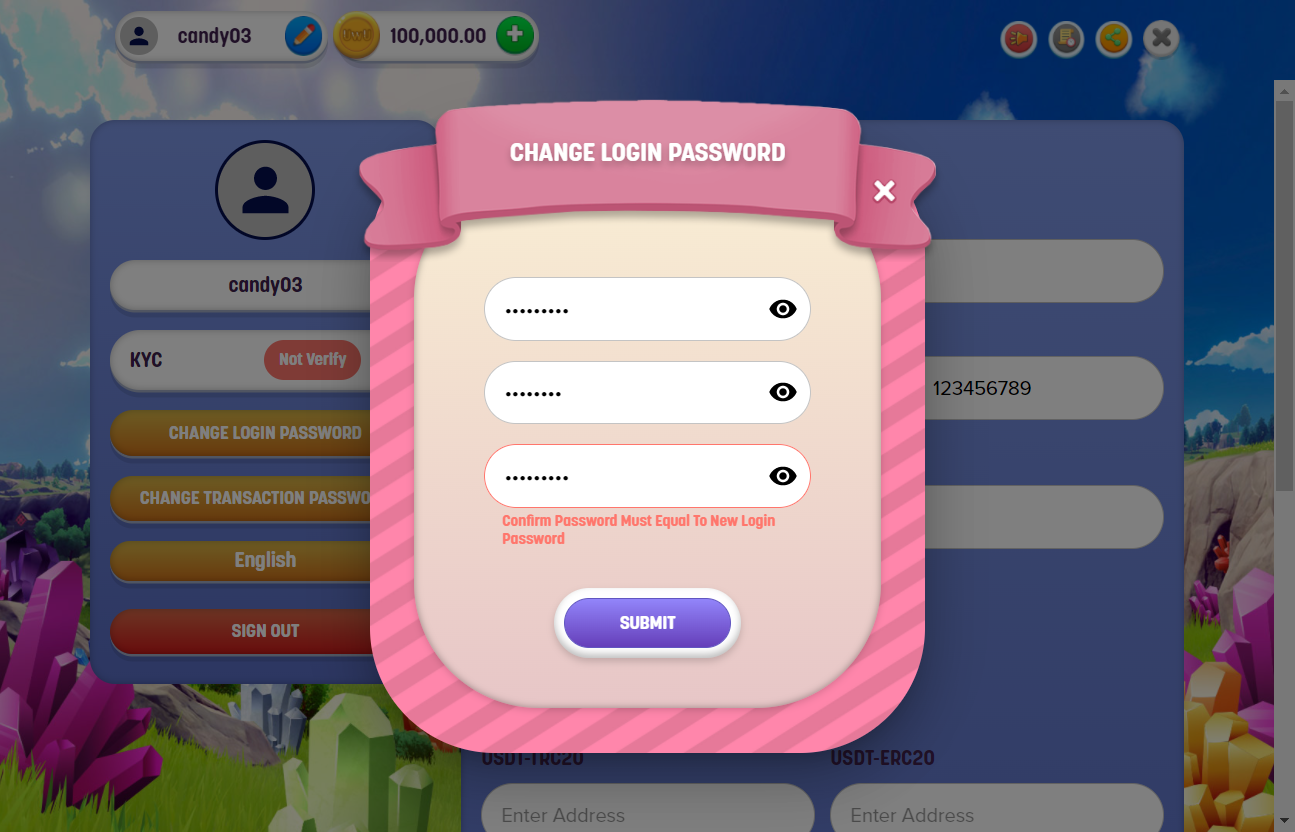 candy03
UWU
100,000.00
CHANGE LOGIN PASSWORD
candy03
KYC
Not Verify
123456789
CHANGE LOGIN PASSWORD
CHANGE TRANSACTION PASSWO
Confirm Password Must Equal To New Login
Password
English
SUBMIT
SIGN OUT
USDT-TRC20
USDT-ERC20
Enter Address
Enter Address